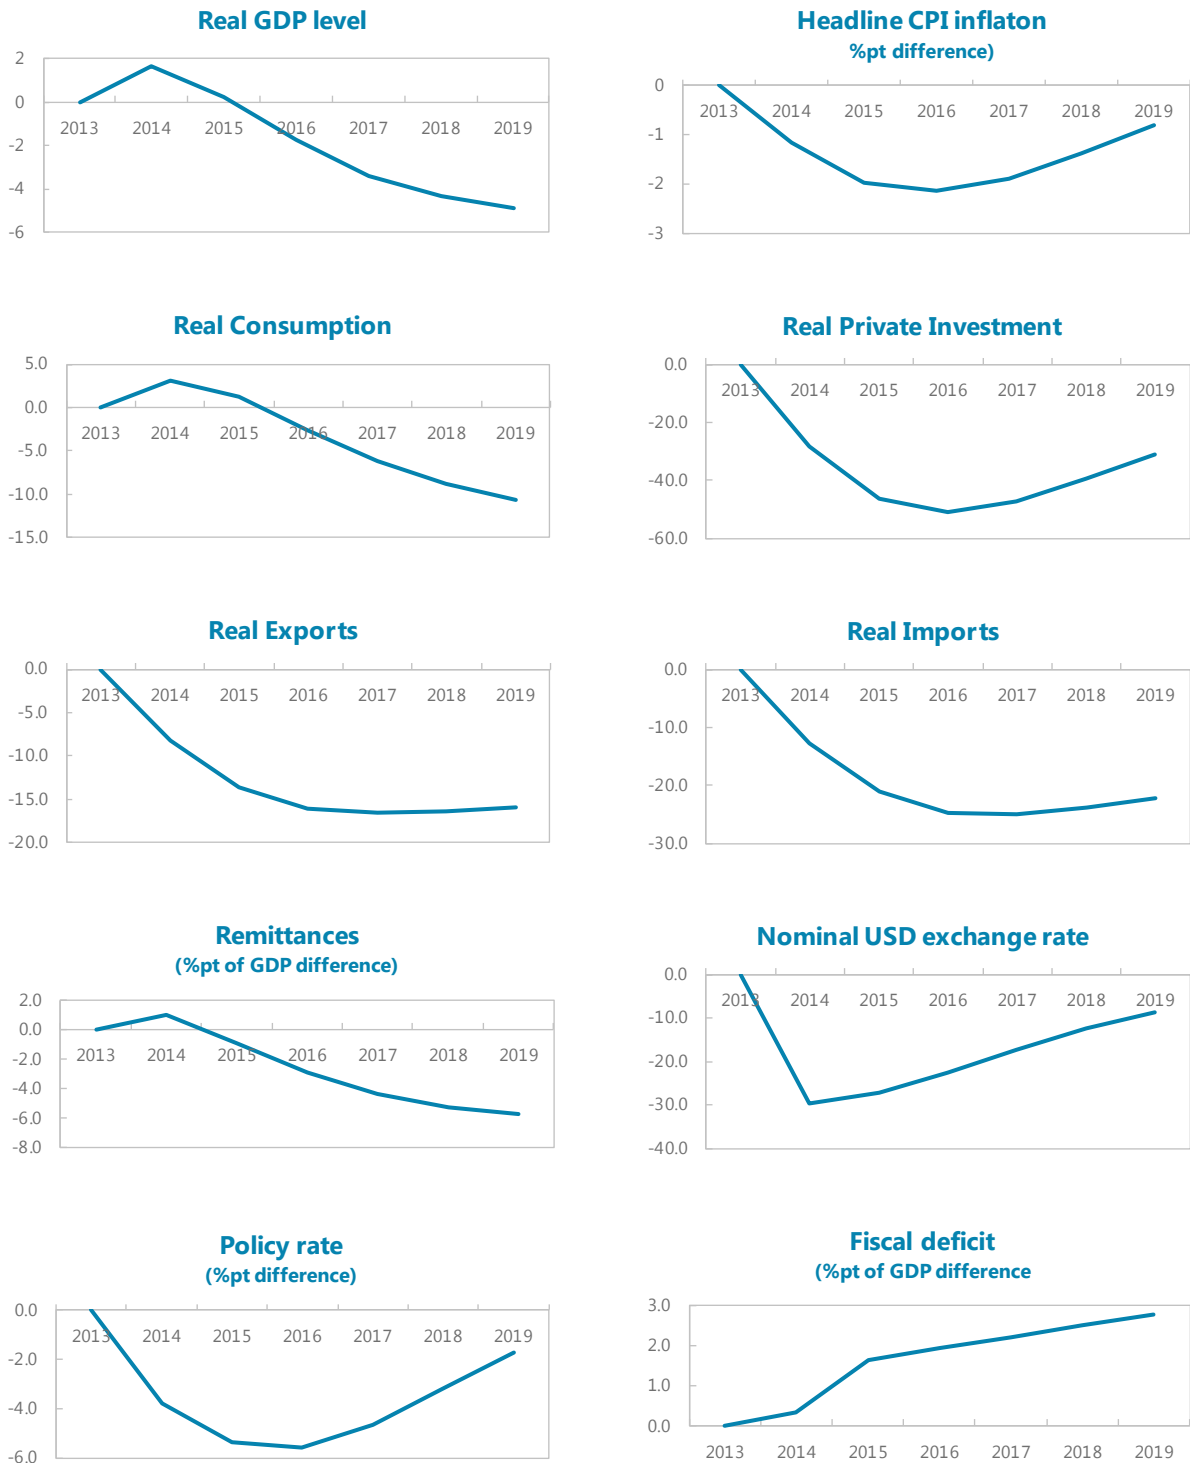 Real GDP level
2
0
-2
-4
-6
2013 2014 2015 2016 2017 2018 2019
Headline CPI inflaton
%pt difference)
0
-1
-2
-3
2013 2014 2015 2016 2017 2018 2019
Real Consumption
5.0
0.0
-5.0
-10.0
-15.0
2013 2014 2015 2016 2017 2018 2019
Real Private Investment
0.0
-20.0
-40.0
-60.0
2013 2014 2015 2016 2017 2018 2019
Real Exports
0.0
-5.0
-10.0
-15.0
-20.0
2013 2014 2015 2016 2017 2018 2019
Real Imports
0.0
-10.0
-20.0
-30.0
2013 2014 2015 2016 2017 2018 2019
Remittances
(%pt of GDP difference)
2.0
0.0
-2.0
-4.0
-6.0
-8.0
2013 2014 2015 2016 2017 2018 2019
Nominal USD exchange rate
0.0
-10.0
-20.0
-30.0
-40.0
2013 2014 2015 2016 2017 2018 2019
Policy rate
(%pt difference)
0.0
-2.0
-4.0
-6.0
2013 2014 2015 2016 2017 2018 2019
Fiscal deficit
(%pt of GDP difference
3.0
2.0
1.0
0.0
2013 2014 2015 2016 2017 2018 2019